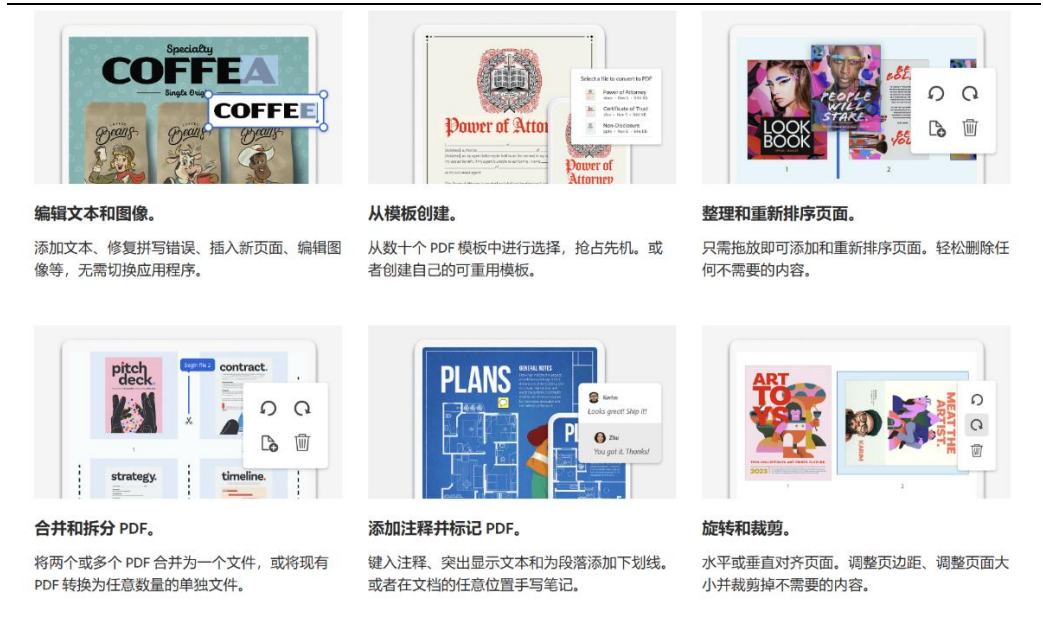 Specialty
COFFEA
Single Orig
COFFEE
Beans
Beans
Beans
Power of Attor
Select a file to convert to PDF
Power of Attorney
Certificate of Trust
Non-Disclosure
Power of
Attorney
LOOK
BOOK
PEOPLE
WILL
STARE.
1
2
编辑文本和图像。
添加文本、修复拼写错误、插入新页面、编辑图
像等，无需切换应用程序。
从模板创建。
从数十个 PDF 模板中进行选择，抢占先机。或
者创建自己的可重用模板。
整理和重新排序页面。
只需拖放即可添加和重新排序页面。轻松删除任
何不需要的内容。
pitch
deck.
Begin file 2
contract.
1
strategy.
timeline.
PLANS
GENERAL NOTES
Looks great! Ship it!
Zhu
You got it. Thanks!
ART
TO
YS
2023
1
MEAT THE
ARTIST.
KARIM
2
合并和拆分 PDF。
将两个或多个 PDF 合并为一个文件，或将现有
PDF 转换为任意数量的单独文件。
添加注释并标记 PDF。
键入注释、突出显示文本和为段落添加下划线。
或者在文档的任意位置手写笔记。
旋转和裁剪。
水平或垂直对齐页面。调整页边距、调整页面大
小并裁剪掉不需要的内容。